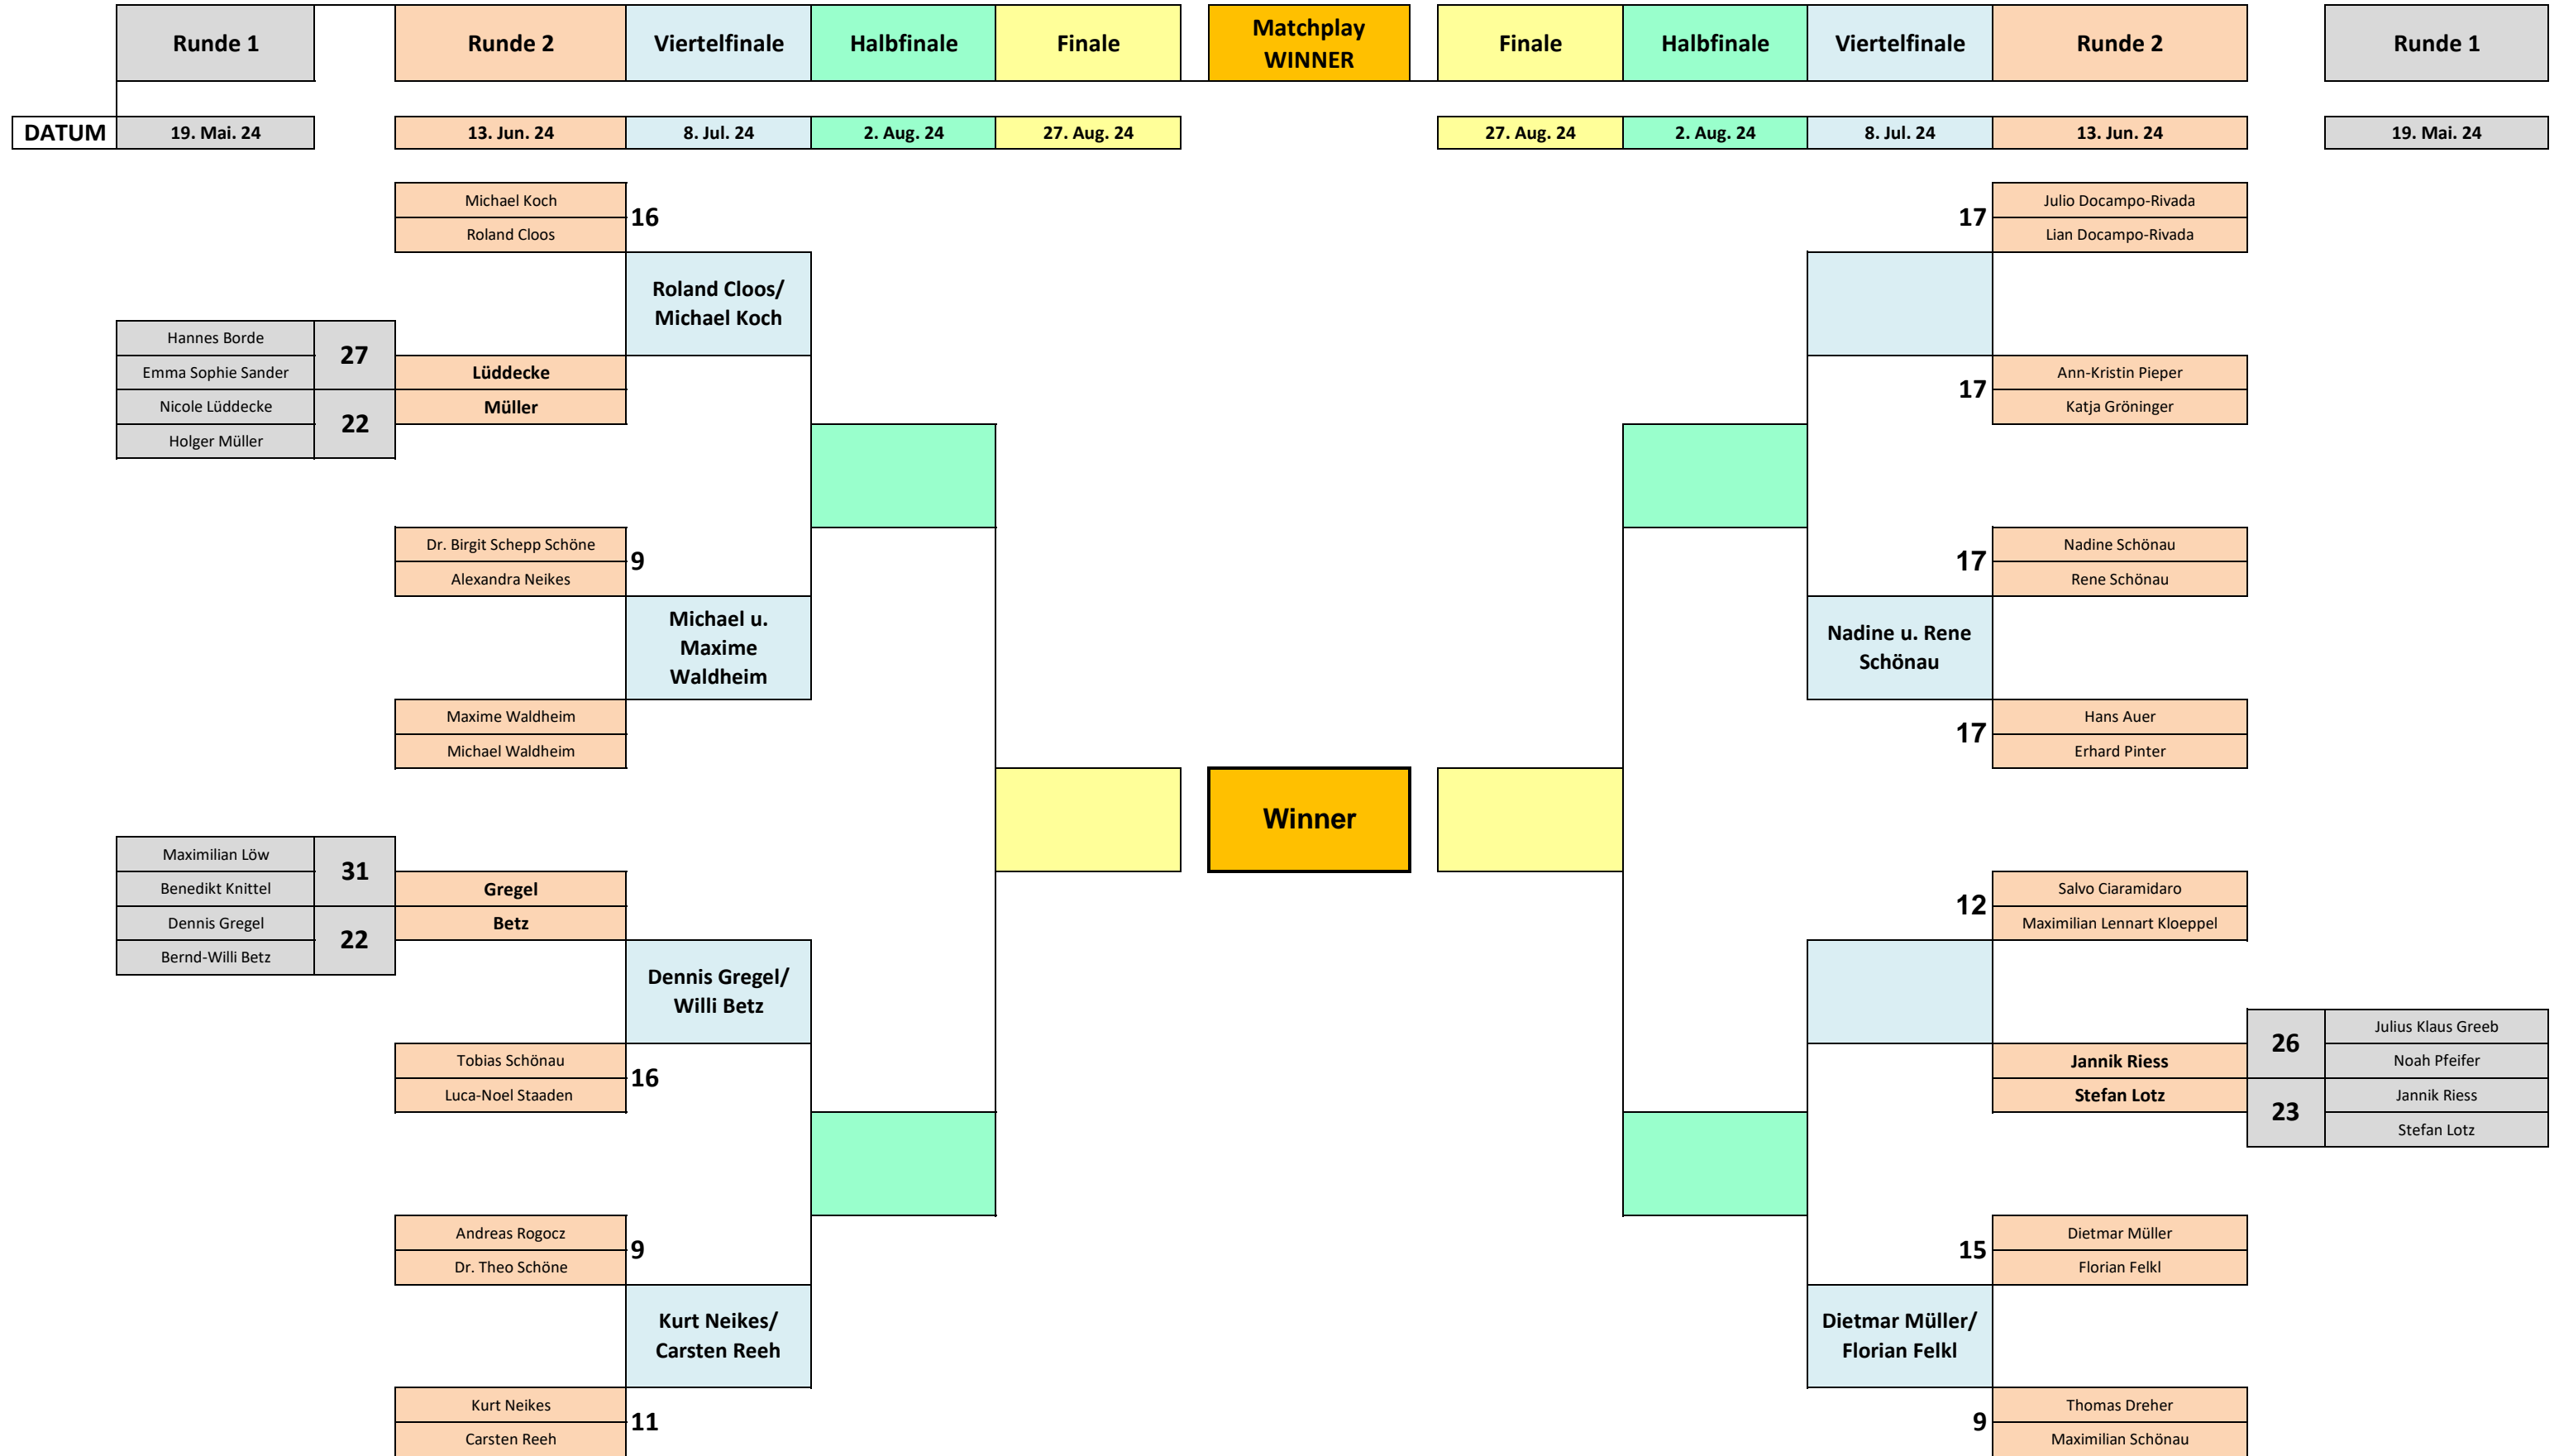 Runde 1
Runde 2
Viertelfinale
Halbfinale
Finale
Matchplay
WINNER
Finale
Halbfinale
Viertelfinale
Runde 2
Runde 1
DATUM
19. Mai. 24
13. Jun. 24
8. Jul. 24
2. Aug. 24
27. Aug. 24
27. Aug. 24
2. Aug. 24
8. Jul. 24
13. Jun. 24
19. Mai. 24
Michael Koch
Roland Cloos
16
Roland Cloos/
Michael Koch
Hannes Borde
Emma Sophie Sander
27
Nicole Lüddecke
Holger Müller
22
Lüddecke
Müller
Dr. Birgit Schepp Schöne
Alexandra Neikes
9
Michael u.
Maxime
Waldheim
Maxime Waldheim
Michael Waldheim
Maximilian Löw
Benedikt Knittel
31
Dennis Gregel
Bernd-Willi Betz
22
Gregel
Betz
Dennis Gregel/
Willi Betz
Tobias Schönau
Luca-Noel Staaden
16
Andreas Rogocz
Dr. Theo Schöne
9
Kurt Neikes/
Carsten Reeh
Kurt Neikes
Carsten Reeh
11
Winner
17
Julio Docampo-Rivada
Lian Docampo-Rivada
17
Ann-Kristin Pieper
Katja Gröninger
17
Nadine Schönau
Rene Schönau
Nadine u. Rene
Schönau
17
Hans Auer
Erhard Pinter
12
Salvo Ciaramidaro
Maximilian Lennart Kloeppel
Jannik Riess
Stefan Lotz
26
Julius Klaus Greeb
Noah Pfeifer
23
Jannik Riess
Stefan Lotz
15
Dietmar Müller
Florian Felkl
Dietmar Müller/
Florian Felkl
9
Thomas Dreher
Maximilian Schönau